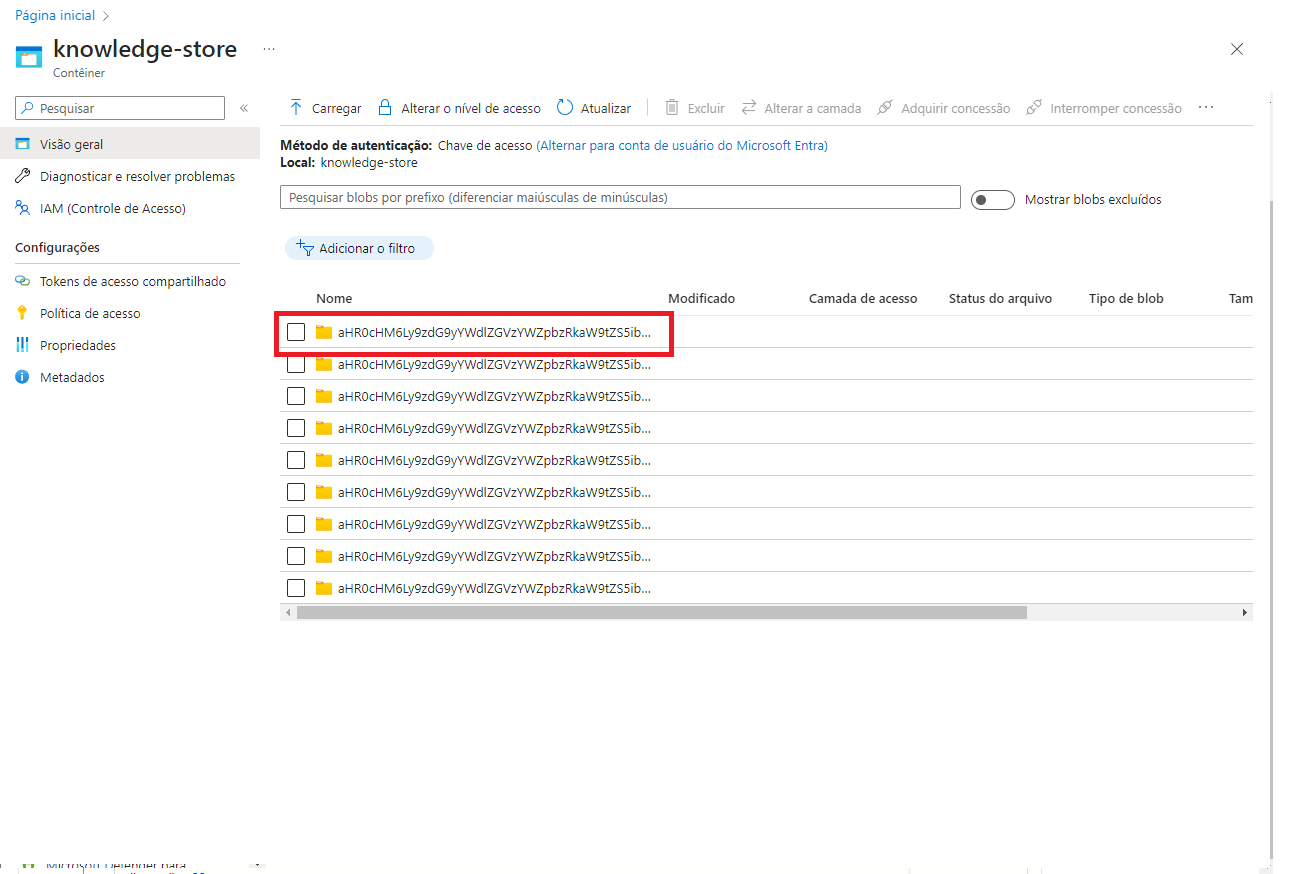 Página inicial
knowledge-store
Contêiner
Pesquisar
Carregar Alterar o nível de acesso Atualizar Excluir Alterar a camada Adquirir concessão Interromper concessão
Visão geral
Diagnosticar e resolver problemas
IAM (Controle de Acesso)
Configurações
Tokens de acesso compartilhado
Política de acesso
Propriedades
Metadados
Método de autenticação: Chave de acesso (Alternar para conta de usuário do Microsoft Entra)
Local: knowledge-store
Pesquisar blobs por prefixo (diferenciar maiúsculas de minúsculas)
Mostrar blobs excluídos
Adicionar o filtro
Nome Modificado Camada de acesso Status do arquivo Tipo de blob Tam
aHR0cHM6Ly9zdG9yYWdlZGVzYWZpbzRkaW9tZS5ib...
aHR0cHM6Ly9zdG9yYWdlZGVzYWZpbzRkaW9tZS5ib...
aHR0cHM6Ly9zdG9yYWdlZGVzYWZpbzRkaW9tZS5ib...
aHR0cHM6Ly9zdG9yYWdlZGVzYWZpbzRkaW9tZS5ib...
aHR0cHM6Ly9zdG9yYWdlZGVzYWZpbzRkaW9tZS5ib...
aHR0cHM6Ly9zdG9yYWdlZGVzYWZpbzRkaW9tZS5ib...
aHR0cHM6Ly9zdG9yYWdlZGVzYWZpbzRkaW9tZS5ib...
aHR0cHM6Ly9zdG9yYWdlZGVzYWZpbzRkaW9tZS5ib...
aHR0cHM6Ly9zdG9yYWdlZGVzYWZpbzRkaW9tZS5ib...
Microsoft Defender para